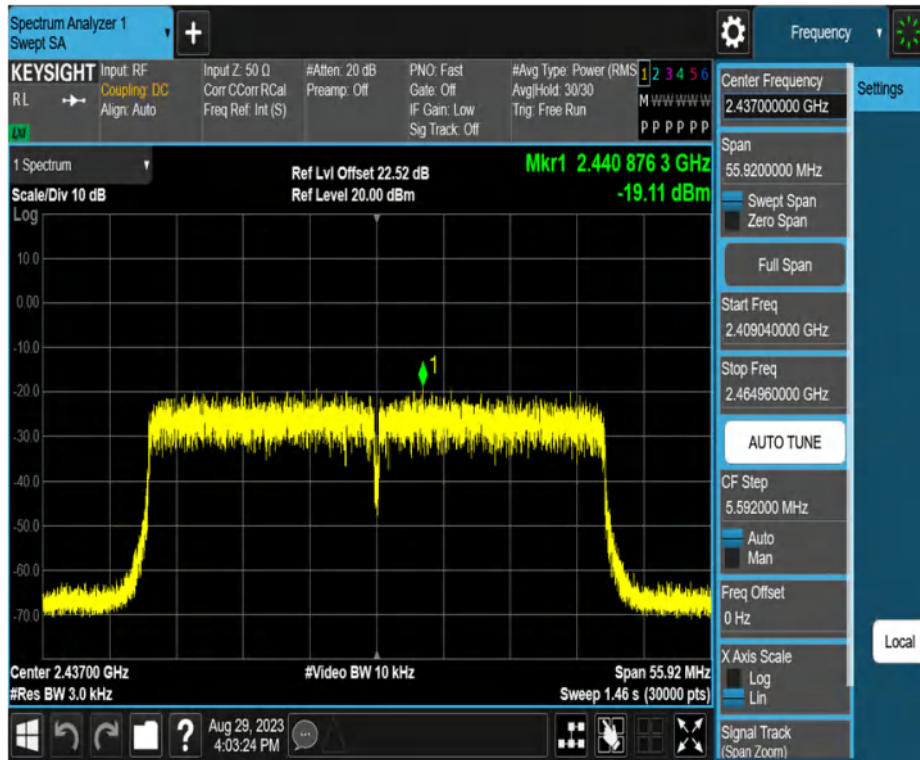 Spectrum Analyzer 1
Swept SA
+
Frequency
KEYSIGHT
RL
LXI
Input: RF
Coupling: DC
Align: Auto
Input Z: 50 Ω
Corr CCorr RCal
Freq Ref: Int (S)
#Atten: 20 dB
Preamp: Off
PNO: Fast
Gate: Off
IF Gain: Low
Sig Track: Off
#Avg Type: Power (RMS
Avg|Hold: 30/30
Trig: Free Run
1 2 3 4 5 6
M W W W W W
P P P P P P
Center Frequency
2.437000000 GHz
Settings
Span
55.9200000 MHz
Swept Span
Zero Span
Full Span
Start Freq
2.409040000 GHz
Stop Freq
2.464960000 GHz
AUTO TUNE
CF Step
5.592000 MHz
Auto
Man
Freq Offset
0 Hz
X Axis Scale
Log
Lin
Signal Track
(Span Zoom)
Local
1 Spectrum
Scale/Div 10 dB
Log
Ref Lvl Offset 22.52 dB
Ref Level 20.00 dBm
Mkr1 2.440 876 3 GHz
-19.11 dBm
10.0
0.00
-10.0
-20.0
-30.0
-40.0
-50.0
-60.0
-70.0
1
Center 2.43700 GHz
#Res BW 3.0 kHz
#Video BW 10 kHz
Span 55.92 MHz
Sweep 1.46 s (30000 pts)
?
Aug 29, 2023
4:03:24 PM